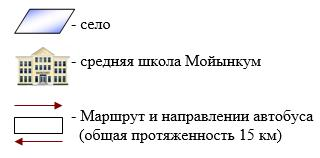 - село
- средняя школа Мойынкум
- Маршрут и направлении автобуса
(общая протяженность 15 км)